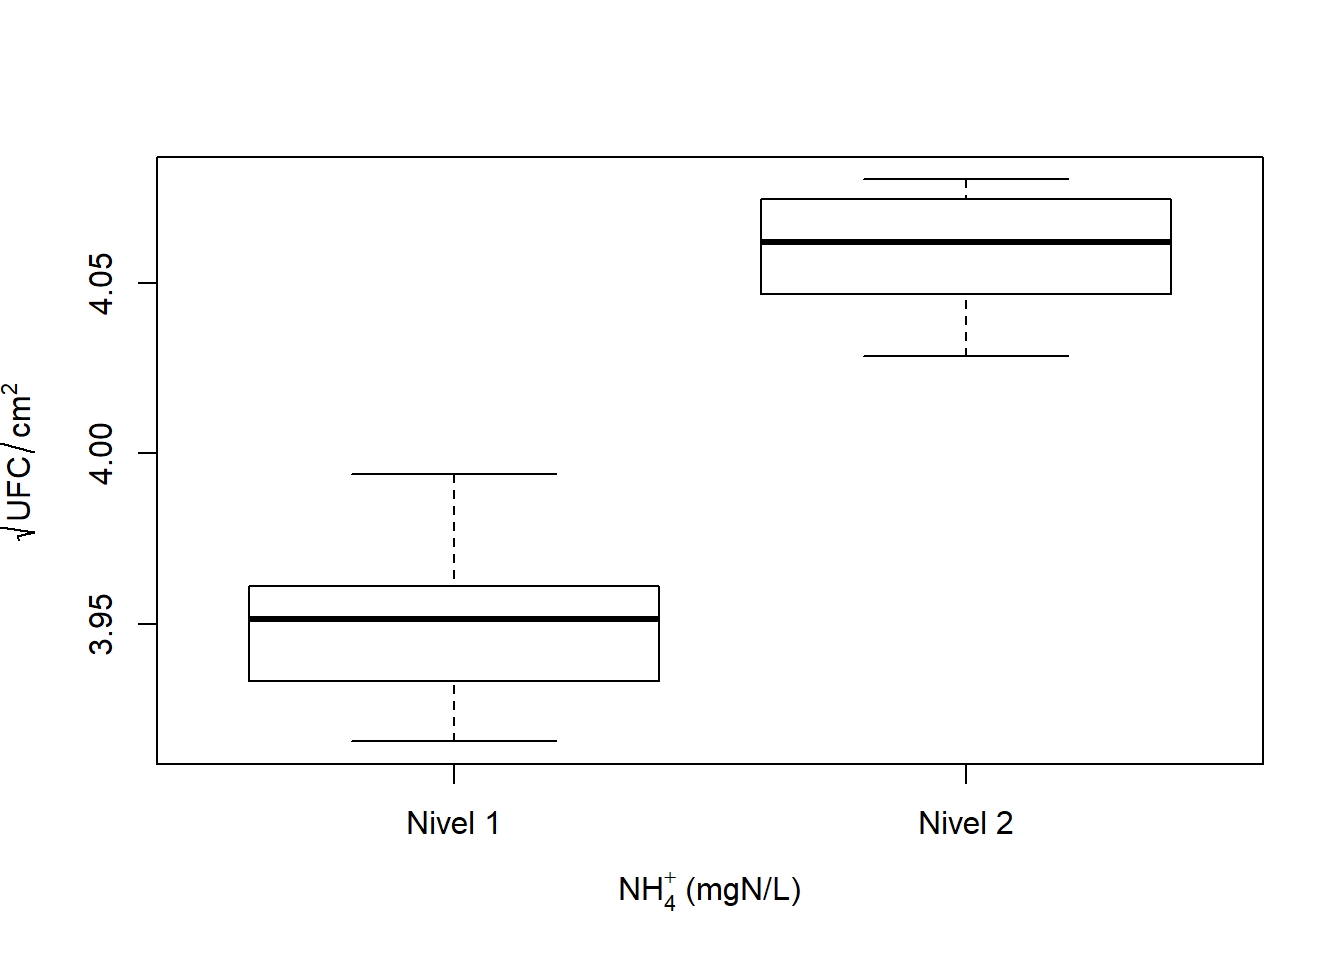 √UFC/cm²
4.05
4.00
3.95
Nivel 1
Nivel 2
NH₄⁺ (mgN/L)